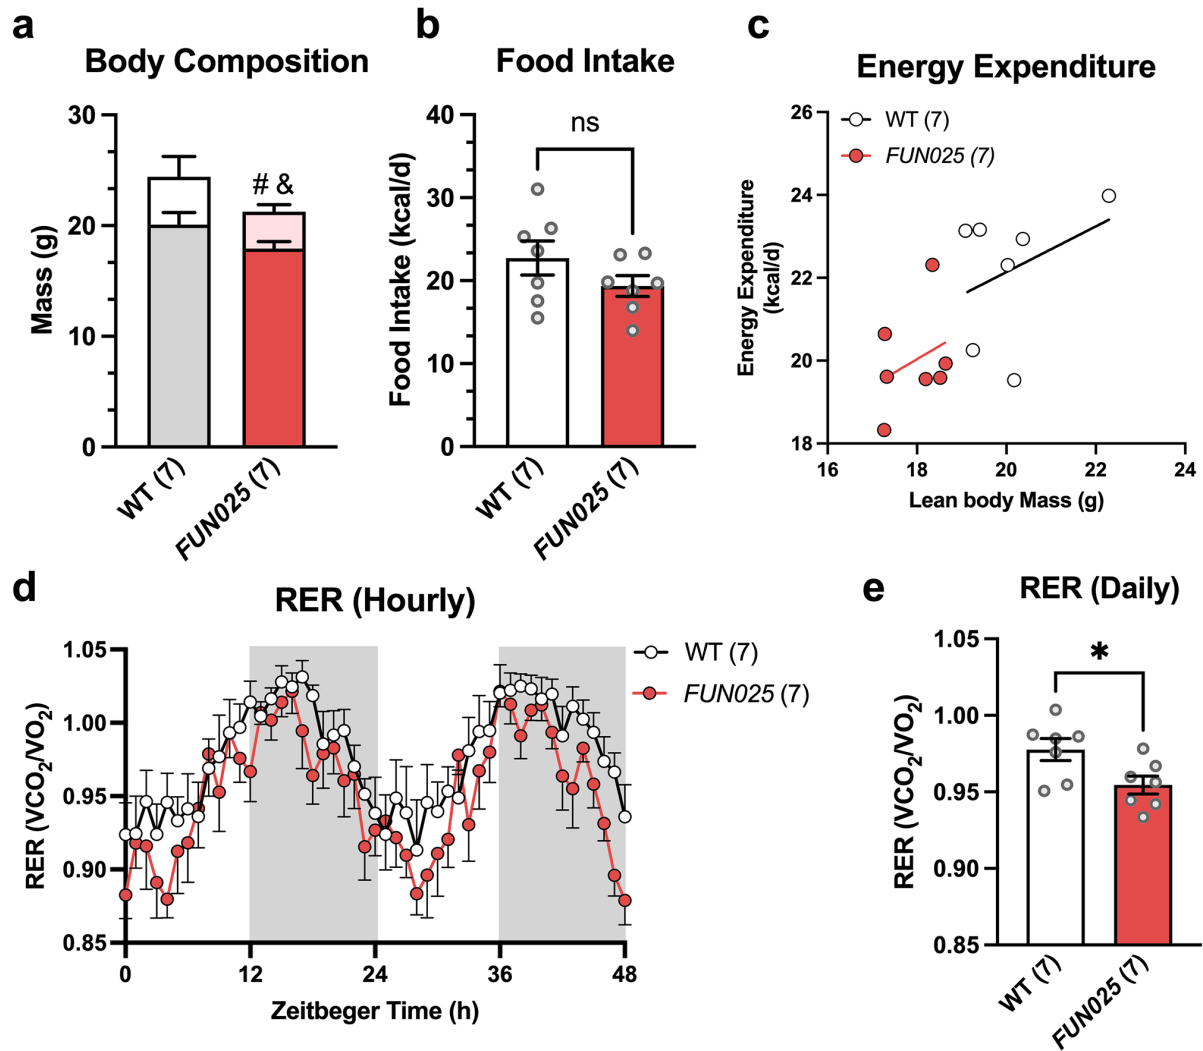 a
Body Composition
30
20
10
0
Mass (g)
# &
WT (7)
FUN025 (7)
b
Food Intake
40
30
20
10
0
Food Intake (kcal/d)
ns
WT (7)
FUN025 (7)
c
Energy Expenditure
WT (7)
FUN025 (7)
26
24
22
20
18
Energy Expenditure
(kcal/d)
16
18
20
22
24
Lean body Mass (g)
d
RER (Hourly)
WT (7)
FUN025 (7)
1.05
1.00
0.95
0.90
0.85
RER (VCO₂/VO₂)
0
12
24
36
48
Zeitbeger Time (h)
e
RER (Daily)
1.05
1.00
0.95
0.90
0.85
RER (VCO₂/VO₂)
*
WT (7)
FUN025 (7)